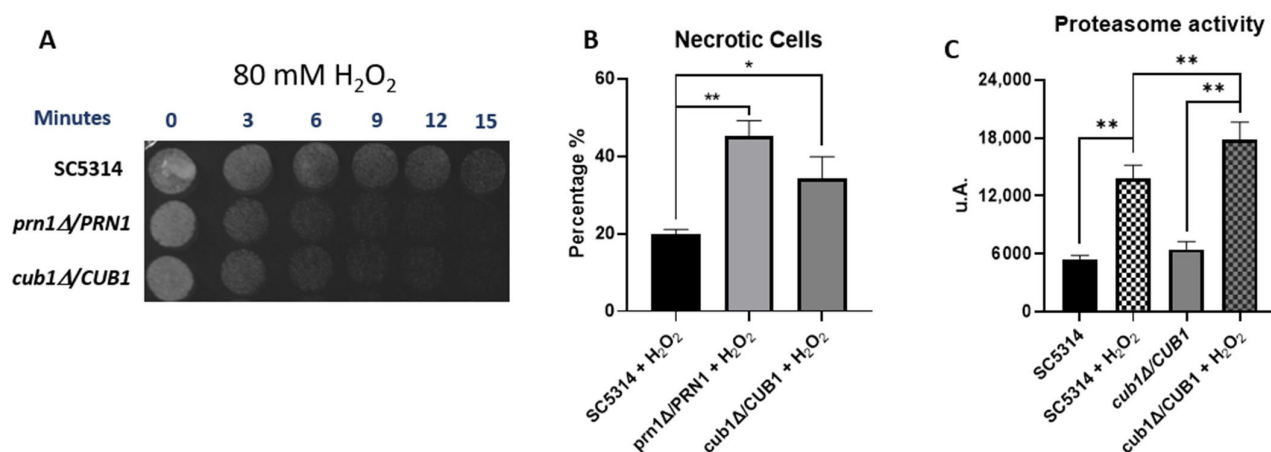 A
80 mM H₂O₂
Minutes 0 3 6 9 12 15
SC5314
prn1Δ/PRN1
cub1Δ/CUB1
B
Necrotic Cells
Percentage %
60
40
20
0
*
**
SC5314 + H₂O₂
prn1Δ/PRN1 + H₂O₂
cub1Δ/CUB1 + H₂O₂
C
Proteasome activity
u.A.
24,000
18,000
12,000
6000
0
**
**
**
SC5314
SC5314 + H₂O₂
cub1Δ/CUB1
cub1Δ/CUB1 + H₂O₂